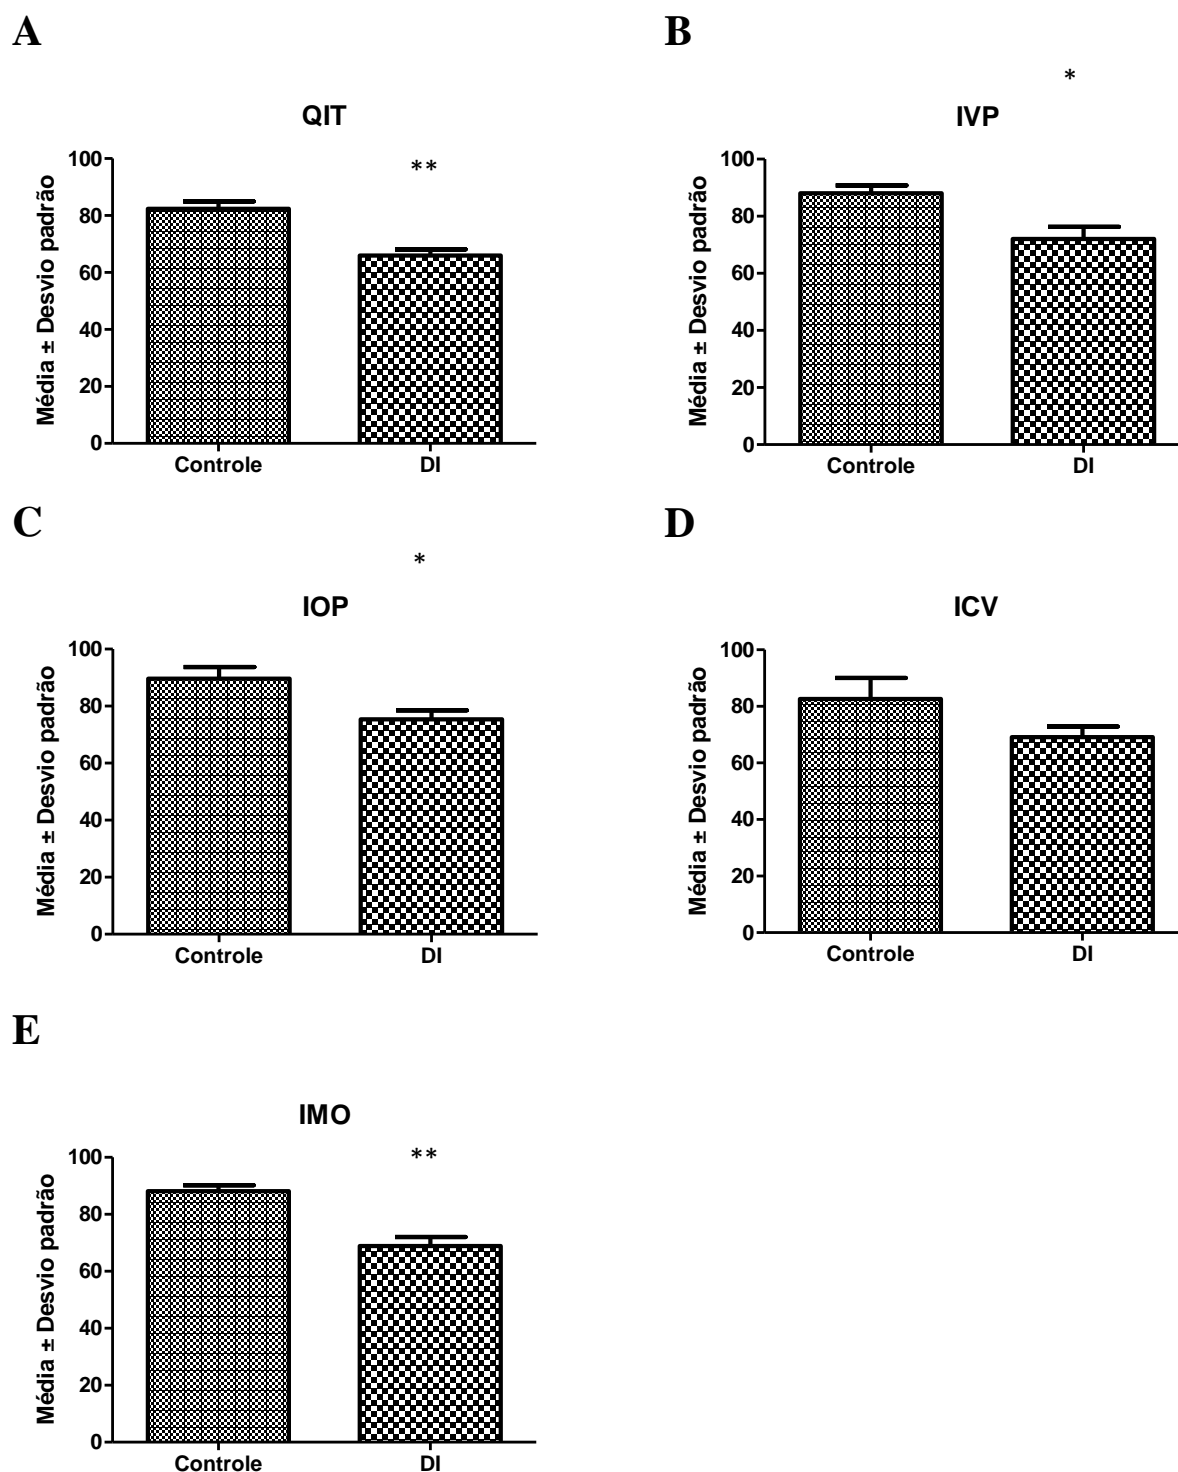 A
QIT
**
Média ± Desvio padrão
100
80
60
40
20
0
Controle DI
B
*
IVP
Média ± Desvio padrão
100
80
60
40
20
0
Controle DI
C
*
IOP
Média ± Desvio padrão
100
80
60
40
20
0
Controle DI
D
ICV
Média ± Desvio padrão
100
80
60
40
20
0
Controle DI
E
IMO
**
Média ± Desvio padrão
100
80
60
40
20
0
Controle DI